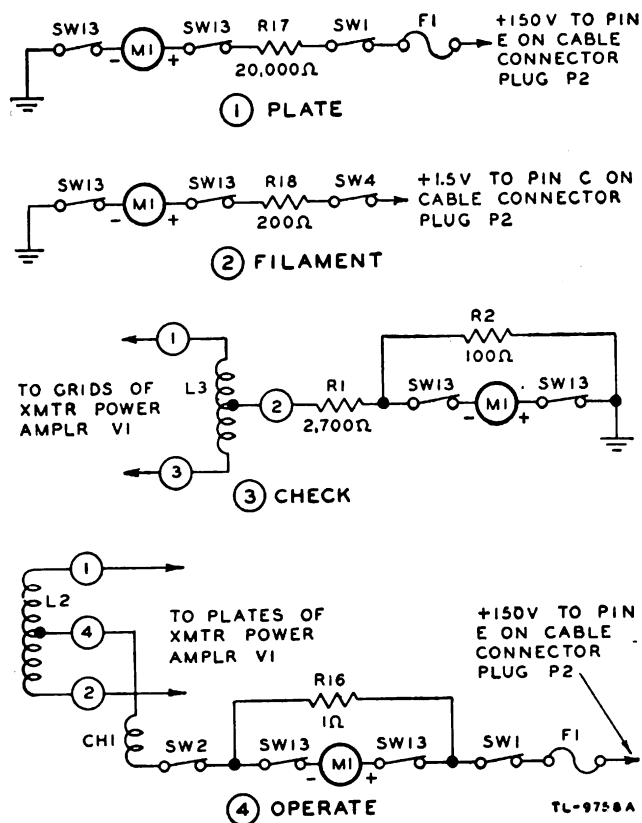 SW13 SW13 R17 SW1 F1
- M1 +
20,000Ω
+150V TO PIN
E ON CABLE
CONNECTOR
PLUG P2
1 PLATE
SW13 SW13 R18 SW4
- M1 +
200Ω
+1.5V TO PIN C ON
CABLE CONNECTOR
PLUG P2
2 FILAMENT
1
TO GRIDS OF
XMTR POWER
AMPLR V1
L3
2
3
R1
2,700Ω
R2
100Ω
SW13 SW13
- M1 +
3 CHECK
1
L2
4
2
TO PLATES OF
XMTR POWER
AMPLR V1
CH1
SW2
R16
1Ω
SW13 SW13
- M1 +
SW1 F1
+150V TO PIN
E ON CABLE
CONNECTOR
PLUG P2
4 OPERATE
TL-9758A